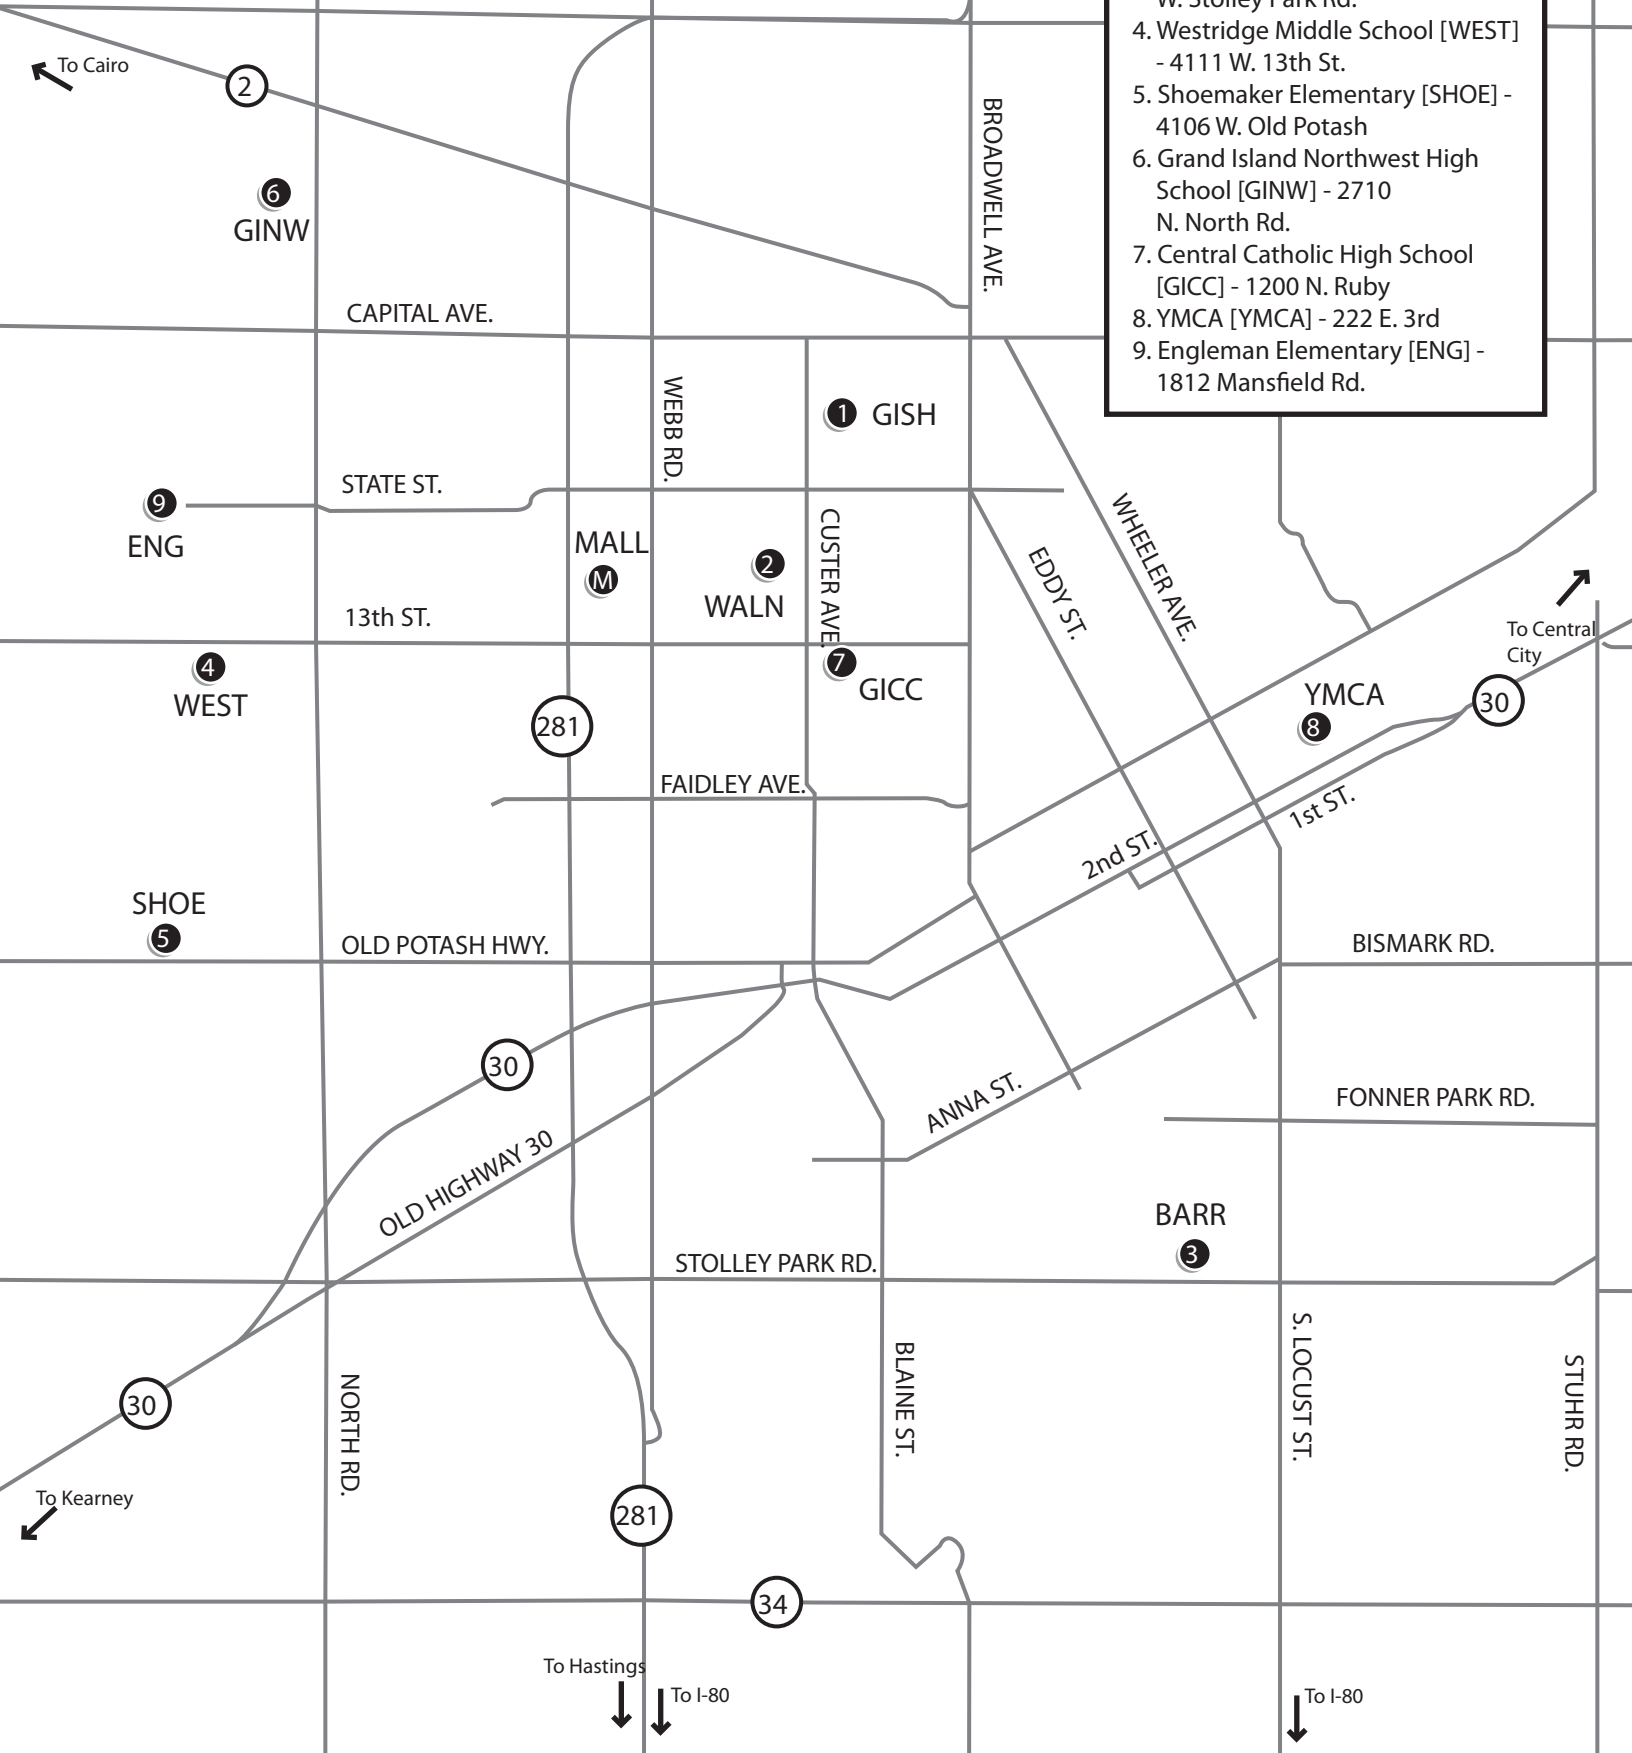 W. Stolley Park Rd.
4. Westridge Middle School [WEST]
- 4111 W. 13th St.
5. Shoemaker Elementary [SHOE] -
4106 W. Old Potash
6. Grand Island Northwest High
School [GINW] - 2710
N. North Rd.
7. Central Catholic High School
[GICC] - 1200 N. Ruby
8. YMCA [YMCA] - 222 E. 3rd
9. Engleman Elementary [ENG] -
1812 Mansfield Rd.
To Cairo
2
BROADWELL AVE.
6
GINW
CAPITAL AVE.
WEBB RD.
1 GISH
STATE ST.
9
ENG
MALL
M
2
WALN
CUSTER AVE.
EDDY ST.
WHEELER AVE.
13th ST.
To Central
City
4
WEST
7
GICC
281
YMCA
8
30
FAIDLEY AVE.
1st ST.
2nd ST.
SHOE
5
OLD POTASH HWY.
BISMARK RD.
30
ANNA ST.
FONNER PARK RD.
OLD HIGHWAY 30
BARR
3
STOLLEY PARK RD.
30
NORTH RD.
BLAINE ST.
S. LOCUST ST.
STUHR RD.
To Kearney
281
34
To Hastings
To I-80
To I-80